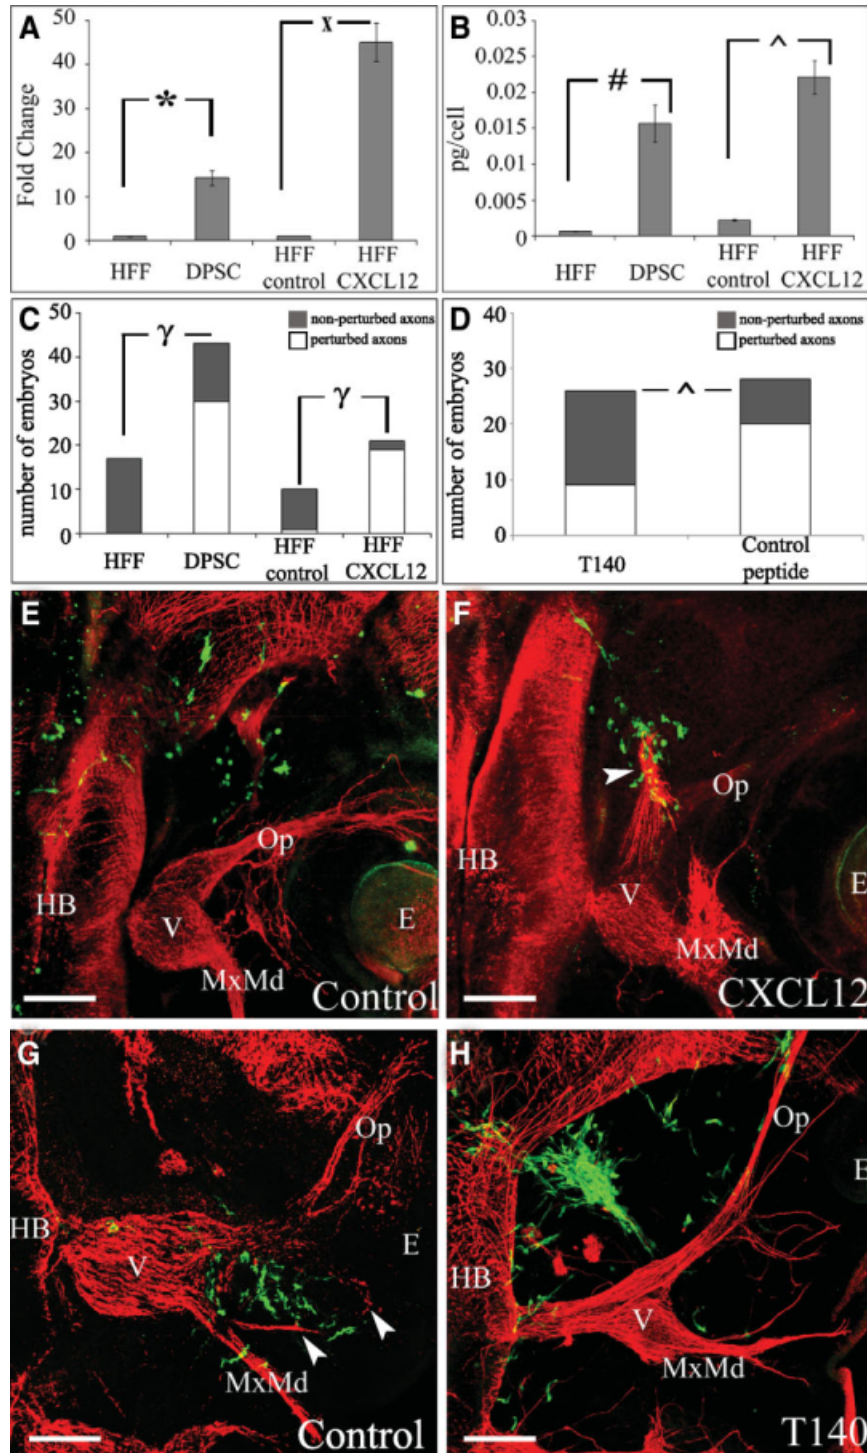 A
Fold Change
50
40
30
20
10
0
*
x
HFF
DPSC
HFF
control
HFF
CXCL12
B
pg/cell
0.03
0.025
0.02
0.015
0.01
0.005
0
#
^
HFF
DPSC
HFF
control
HFF
CXCL12
C
number of embryos
50
40
30
20
10
0
non-perturbed axons
perturbed axons
γ
γ
HFF
DPSC
HFF
control
HFF
CXCL12
D
number of embryos
40
30
20
10
0
non-perturbed axons
perturbed axons
^
T140
Control
peptide
E
Op
HB
V
E
MxMd
Control
F
Op
HB
V
E
MxMd
CXCL12
G
Op
HB
V
E
MxMd
Control
H
Op
E
HB
V
MxMd
T140